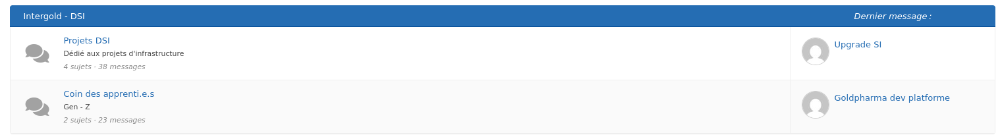 Intergold - DSI
Dernier message :
Projets DSI
Dédié aux projets d'infrastructure
4 sujets · 38 messages
Upgrade SI
Coin des apprenti.e.s
Gen - Z
2 sujets · 23 messages
Goldpharma dev platforme